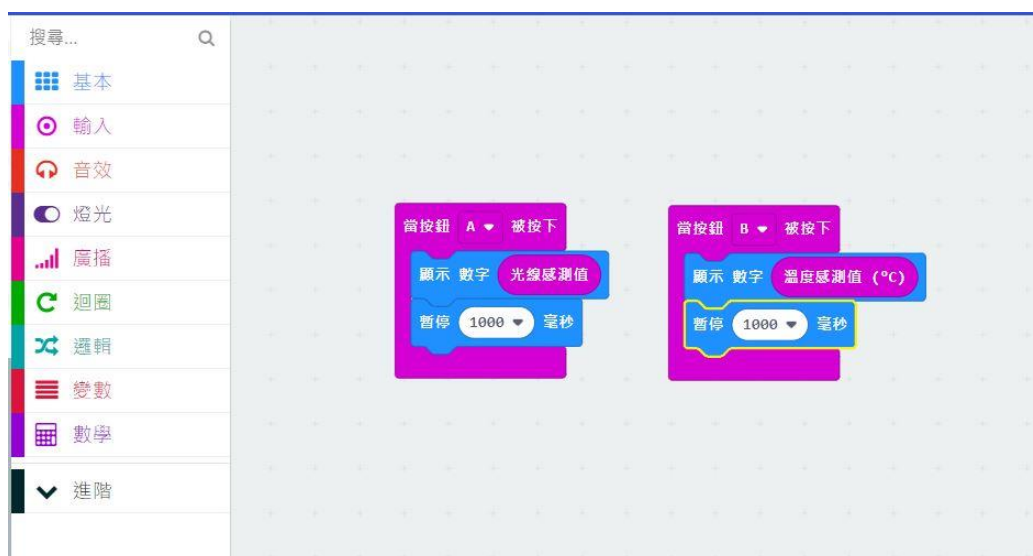 搜尋...
基本
輸入
音效
燈光
廣播
迴圈
邏輯
變數
數學
進階
當按鈕 A 被按下
顯示 數字 光線感測值
暫停 1000 毫秒
當按鈕 B 被按下
顯示 數字 溫度感測值 (°C)
暫停 1000 毫秒